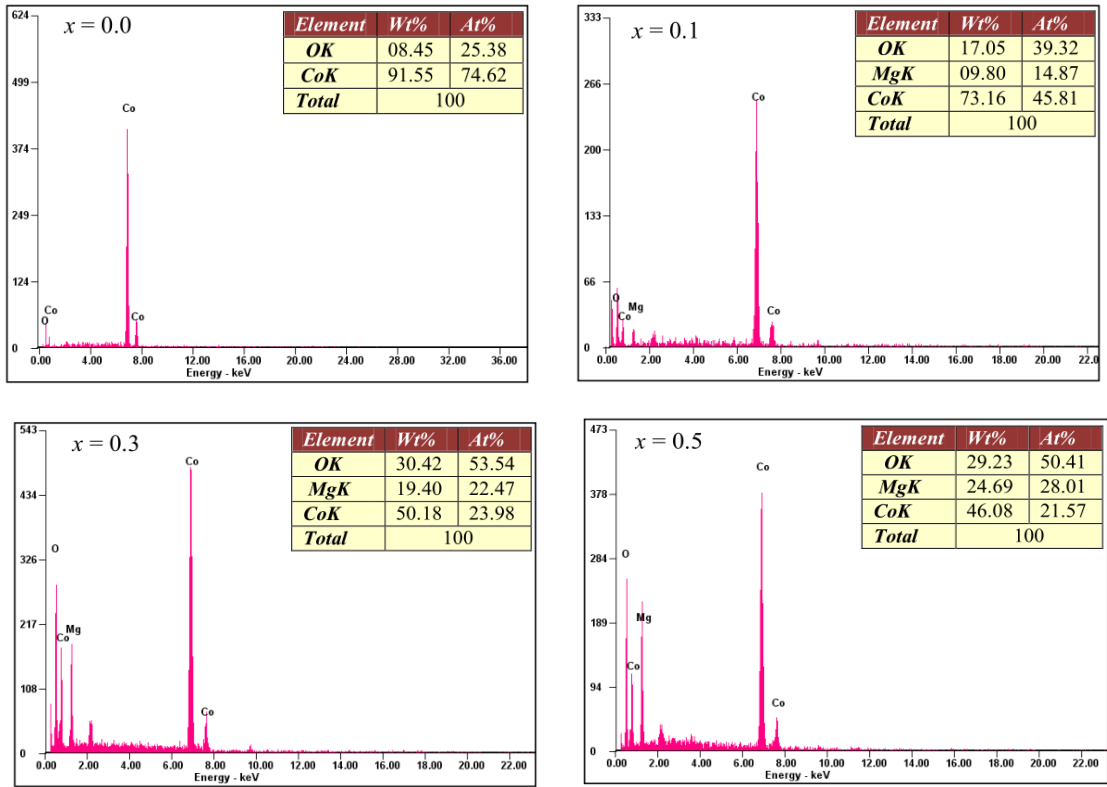 x = 0.0
Element Wt% At%
OK 08.45 25.38
CoK 91.55 74.62
Total 100
624
499
374
249
124
0
Co
Co
O
Co
0.00 4.00 8.00 12.00 16.00 20.00 24.00 28.00 32.00 36.00
Energy - keV
x = 0.1
Element Wt% At%
OK 17.05 39.32
MgK 09.80 14.87
CoK 73.16 45.81
Total 100
333
266
200
133
66
0
Co
O
Co
Mg
Co
0.00 2.00 4.00 6.00 8.00 10.00 12.00 14.00 16.00 18.00 20.00 22.0
Energy - keV
x = 0.3
Element Wt% At%
OK 30.42 53.54
MgK 19.40 22.47
CoK 50.18 23.98
Total 100
543
434
326
217
108
0
Co
O
Co
Mg
Co
0.00 2.00 4.00 6.00 8.00 10.00 12.00 14.00 16.00 18.00 20.00 22.00
Energy - keV
x = 0.5
Element Wt% At%
OK 29.23 50.41
MgK 24.69 28.01
CoK 46.08 21.57
Total 100
473
378
284
189
94
0
Co
O
Mg
Co
Co
0.00 2.00 4.00 6.00 8.00 10.00 12.00 14.00 16.00 18.00 20.00 22.00
Energy - keV